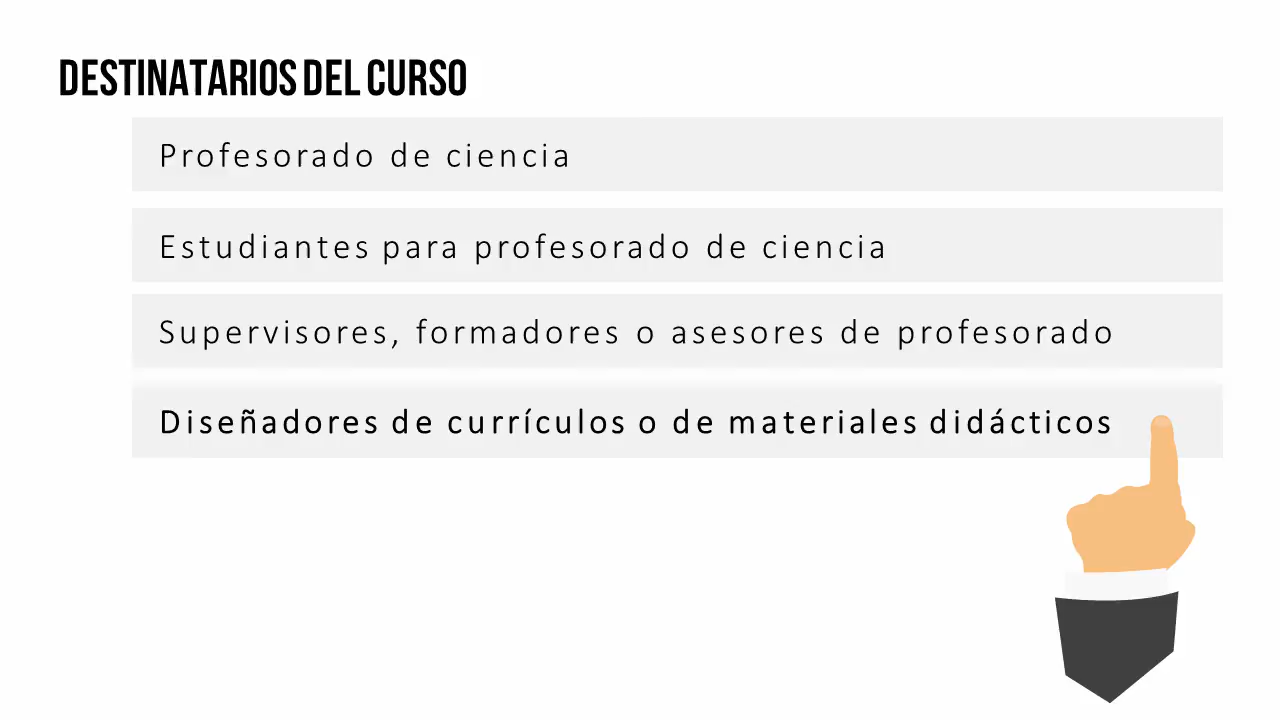 DESTINATARIOS DEL CURSO
Profesorado de ciencia
Estudiantes para profesorado de ciencia
Supervisores, formadores o asesores de profesorado
Diseñadores de currículos o de materiales didácticos